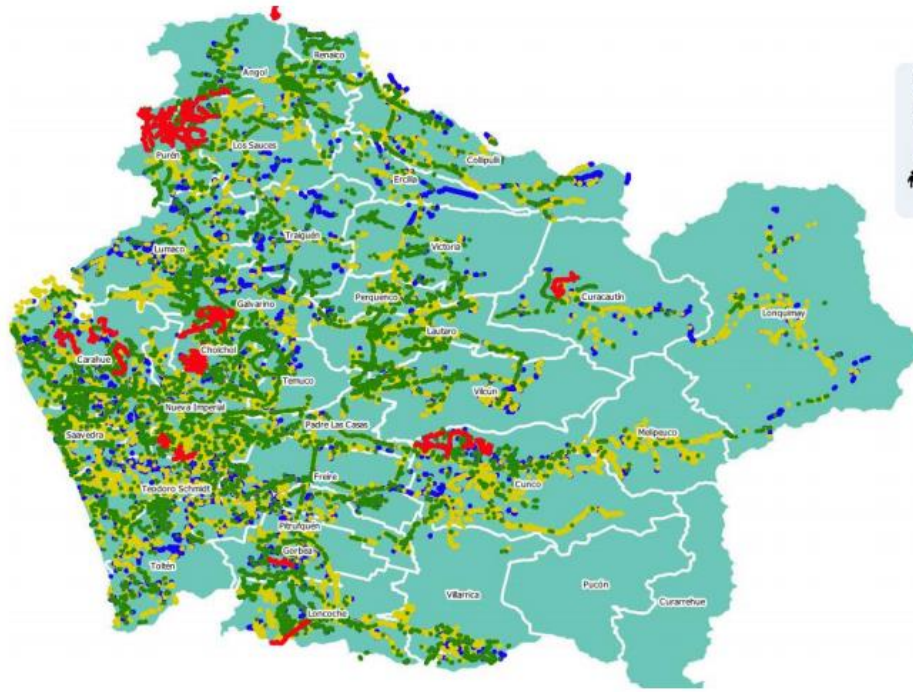 Renaico
Angol
Los Sauces
Purén
Collipulli
Ercilla
Traiguén
Lumaco
Victoria
Curacautín
Lonquimay
Galvarino
Perquenco
Lautaro
Cholchol
Carahue
Temuco
Vilcún
Nueva Imperial
Padre Las Casas
Saavedra
Melipeuco
Freire
Cunco
Teodoro Schmidt
Pitrufquen
Gorbea
Toltén
Villarrica
Pucón
Curarrehue
Loncoche